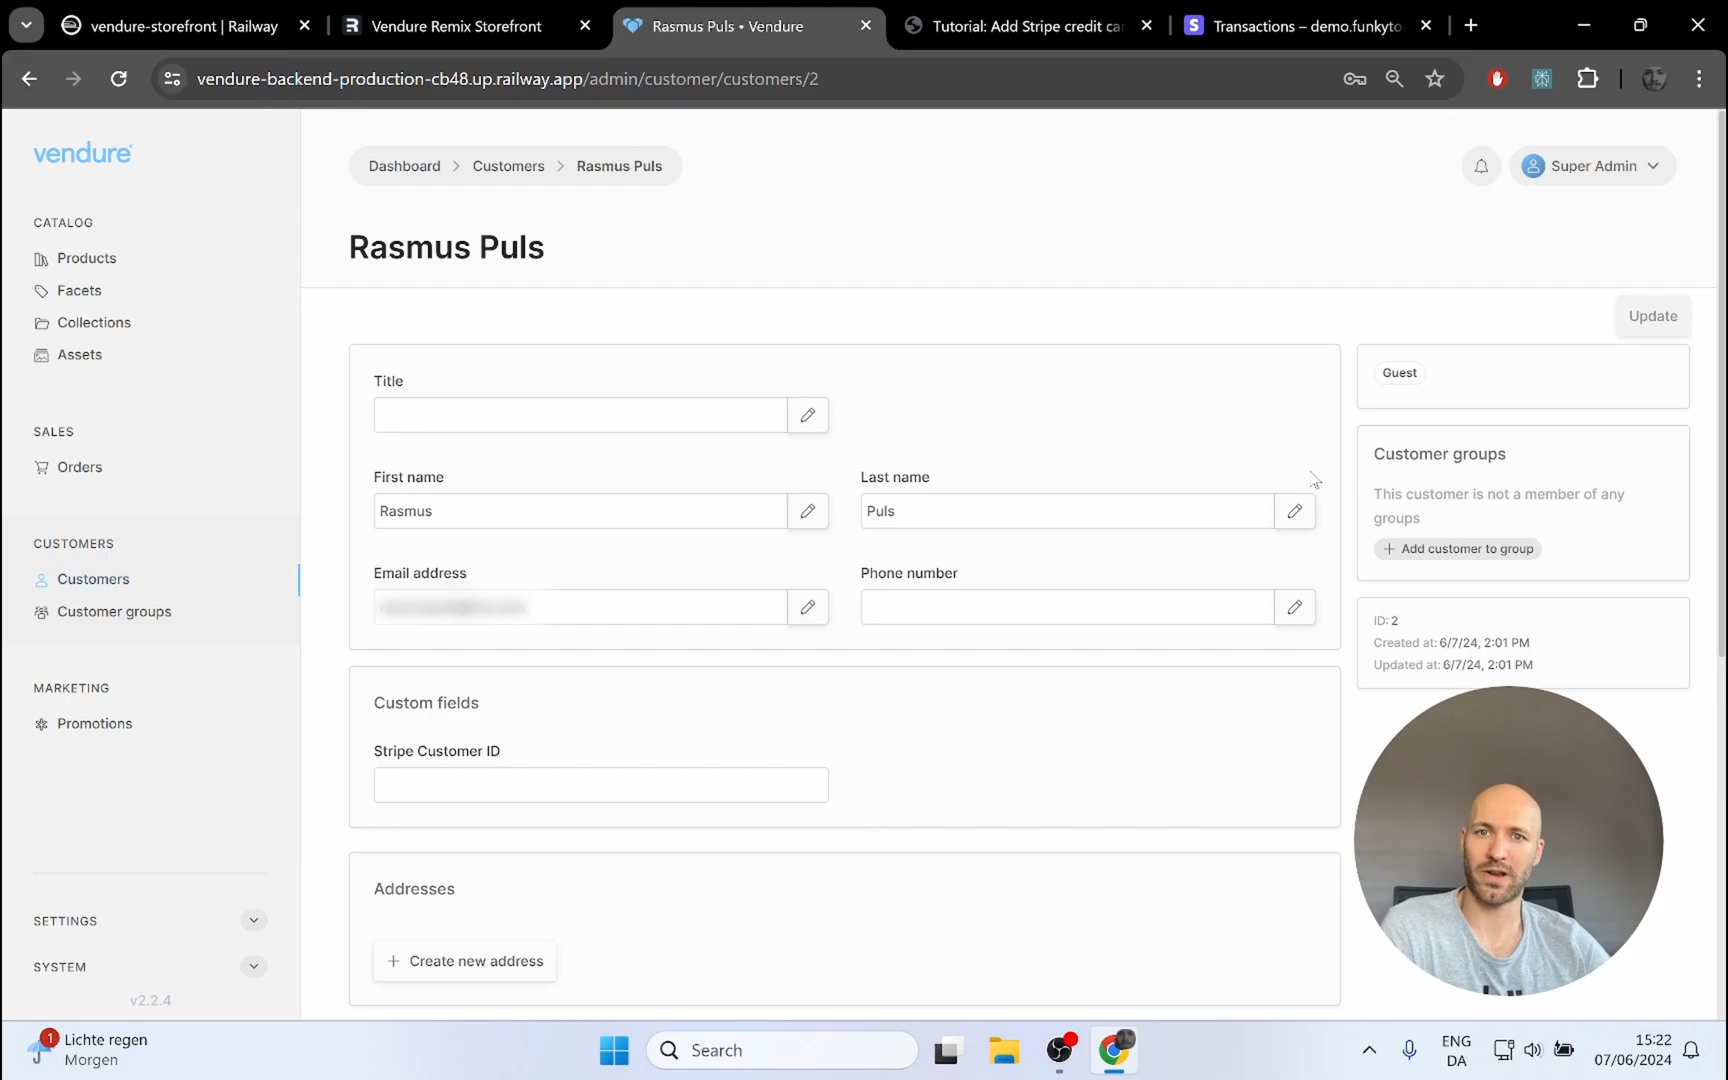 vendure-storefront | Railway
Vendure Remix Storefront
Rasmus Puls • Vendure
Tutorial: Add Stripe credit car
Transactions – demo.funkyto
vendure-backend-production-cb48.up.railway.app/admin/customer/customers/2
vendure
Dashboard > Customers > Rasmus Puls
Super Admin
Rasmus Puls
CATALOG
Products
Facets
Collections
Assets
SALES
Orders
CUSTOMERS
Customers
Customer groups
MARKETING
Promotions
SETTINGS
SYSTEM
v2.2.4
Update
Title
First name
Last name
Rasmus
Puls
Email address
Phone number
Custom fields
Stripe Customer ID
Addresses
+ Create new address
Guest
Customer groups
This customer is not a member of any
groups
+ Add customer to group
ID: 2
Created at: 6/7/24, 2:01 PM
Updated at: 6/7/24, 2:01 PM
1
Lichte regen
Morgen
Search
ENG
DA
15:22
07/06/2024